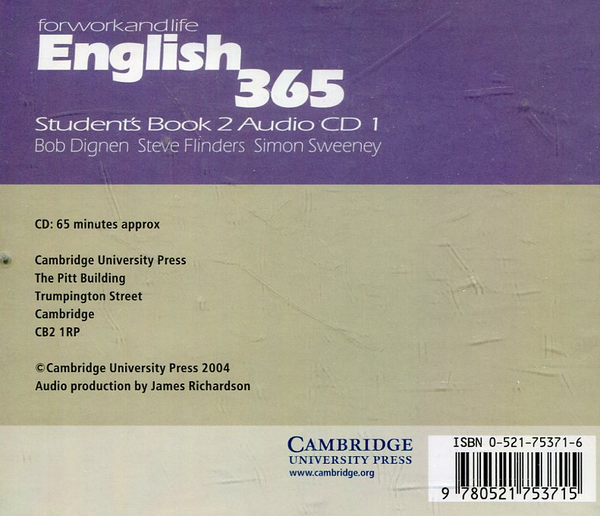 forworkandlife
English
365
Student's Book 2 Audio CD 1
Bob Dignen Steve Flinders Simon Sweeney
CD: 65 minutes approx
Cambridge University Press
The Pitt Building
Trumpington Street
Cambridge
CB2 1RP
©Cambridge University Press 2004
Audio production by James Richardson
CAMBRIDGE
UNIVERSITY PRESS
www.cambridge.org
ISBN 0-521-75371-6
9 780521 753715